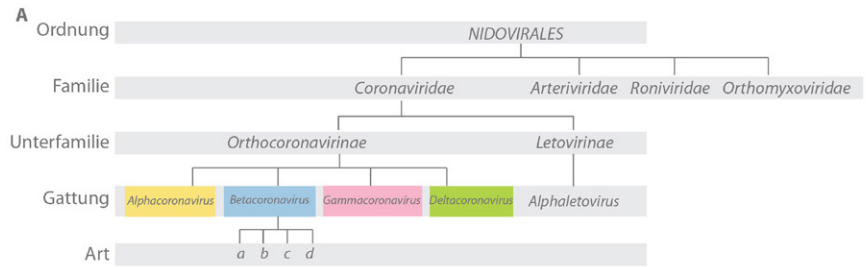 A
Ordnung NIDOVIRALES
Familie Coronaviridae Arteriviridae Roniviridae Orthomyxoviridae
Unterfamilie Orthocoronavirinae Letovirinae
Gattung Alphacoronavirus Betacoronavirus Gammacoronavirus Deltacoronavirus Alphaletovirus
Art a b c d